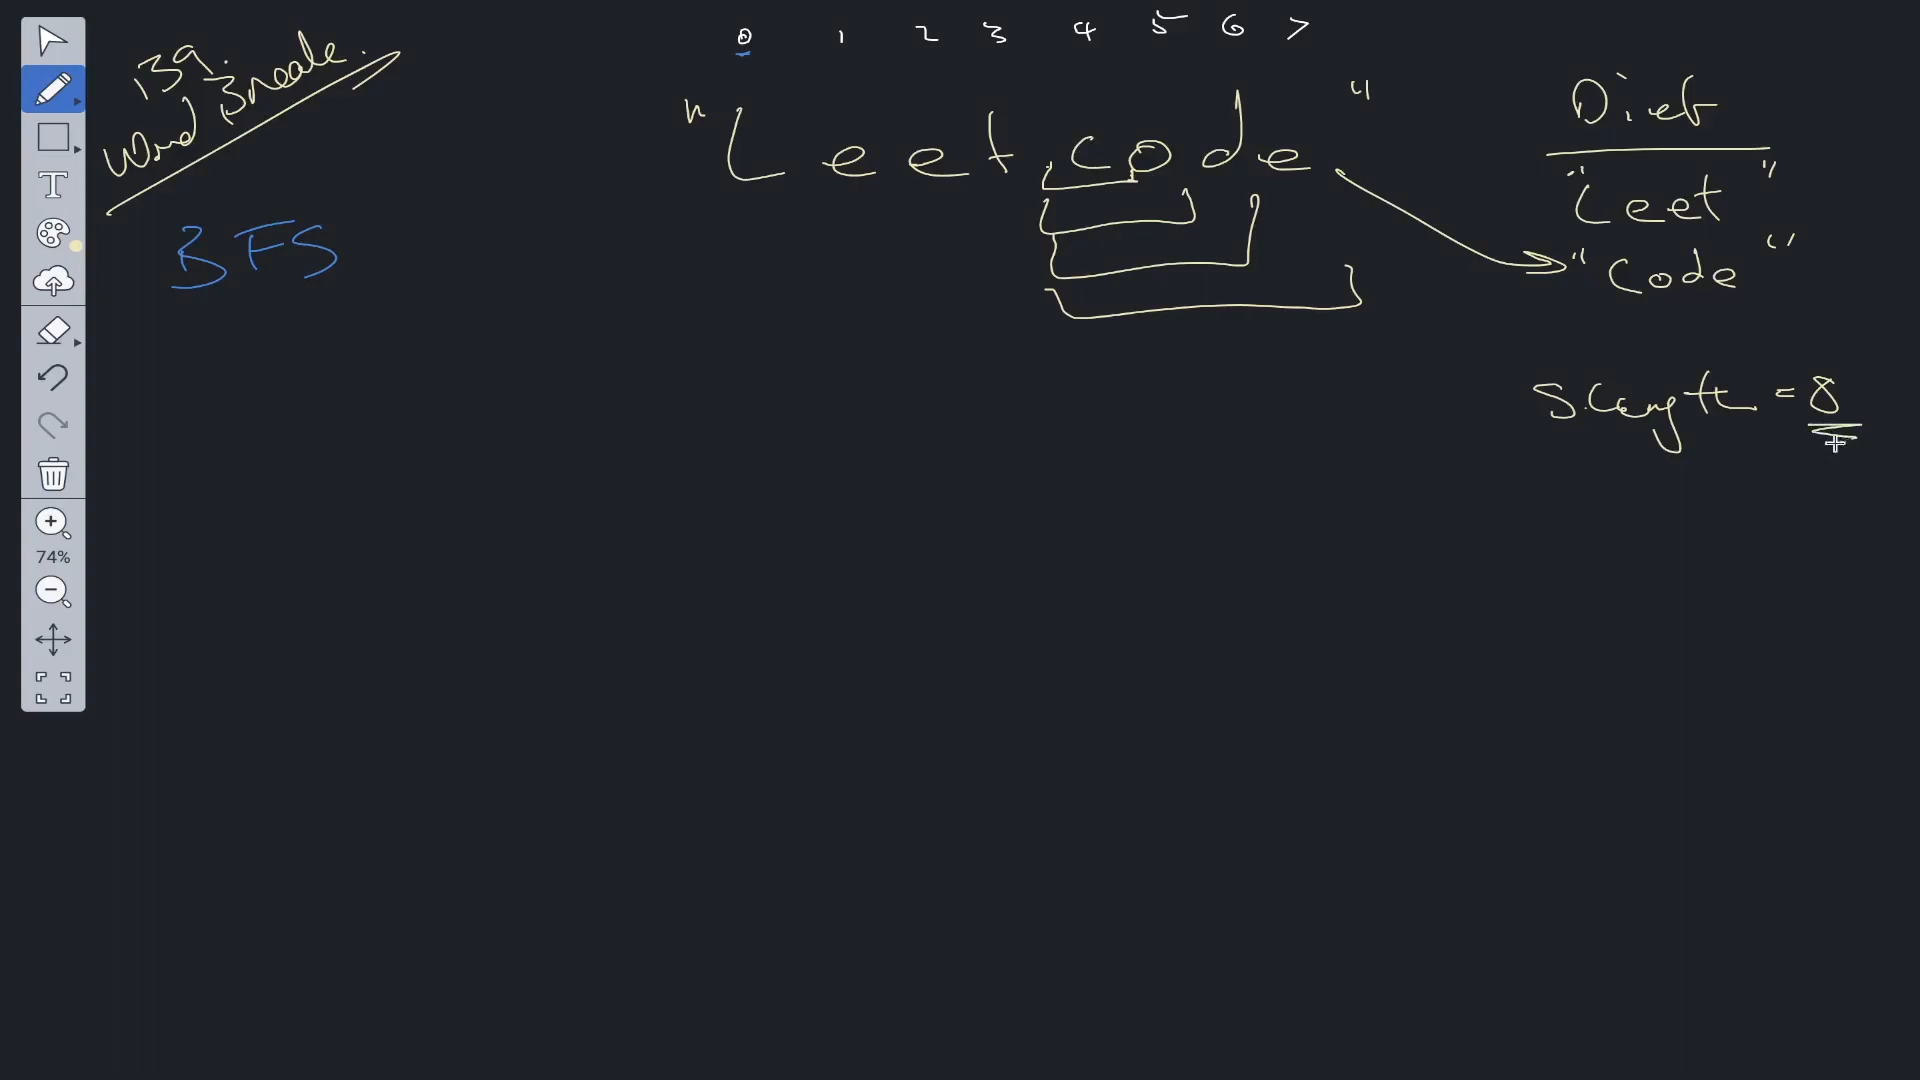 139.
Word Break.
BFS
0 1 2 3 4 5 6 7
"Leetcode"
Dict
"Leet"
"Code"
S.Length = 8
T
74%